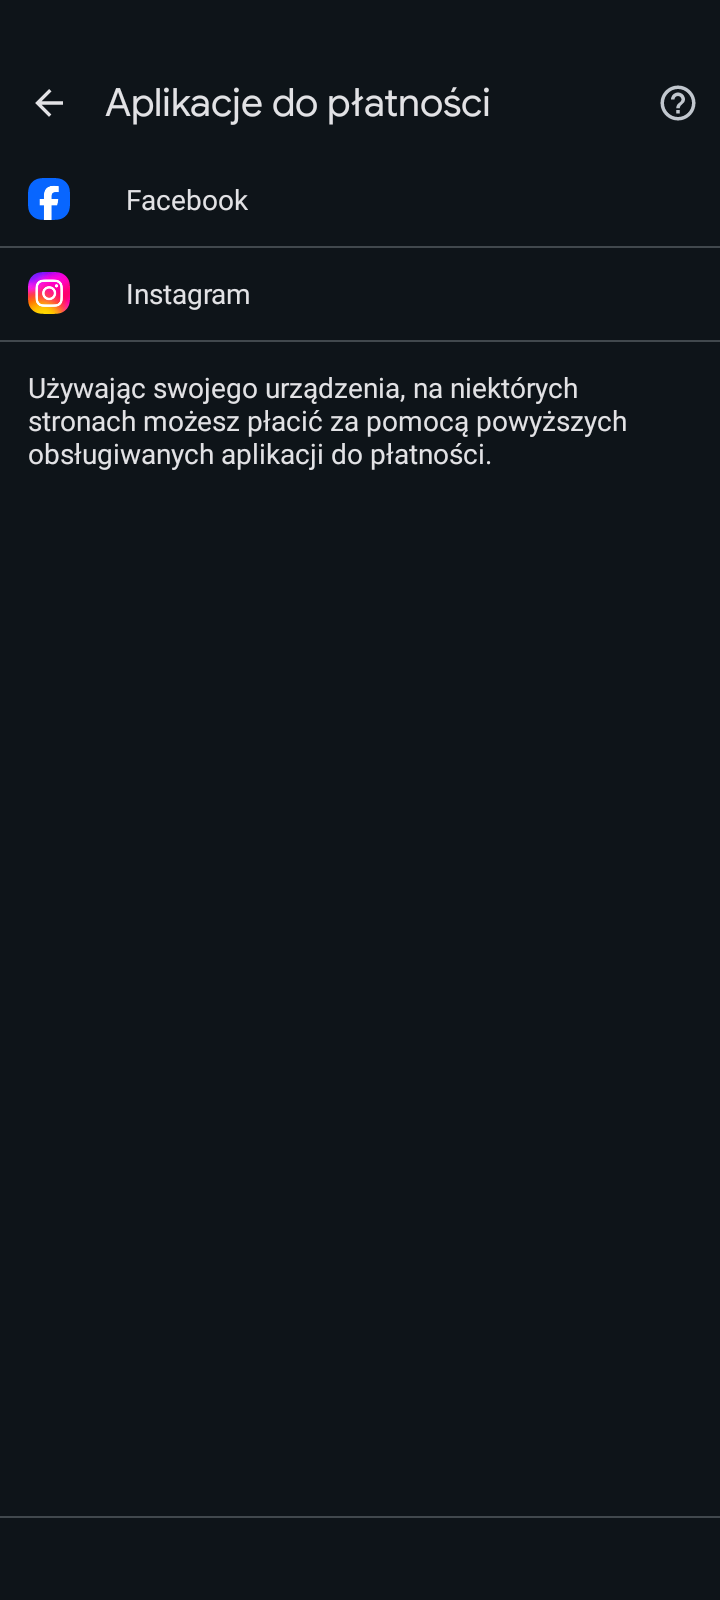 Aplikacje do płatności
Facebook
Instagram
Używając swojego urządzenia, na niektórych
stronach możesz płacić za pomocą powyższych
obsługiwanych aplikacji do płatności.